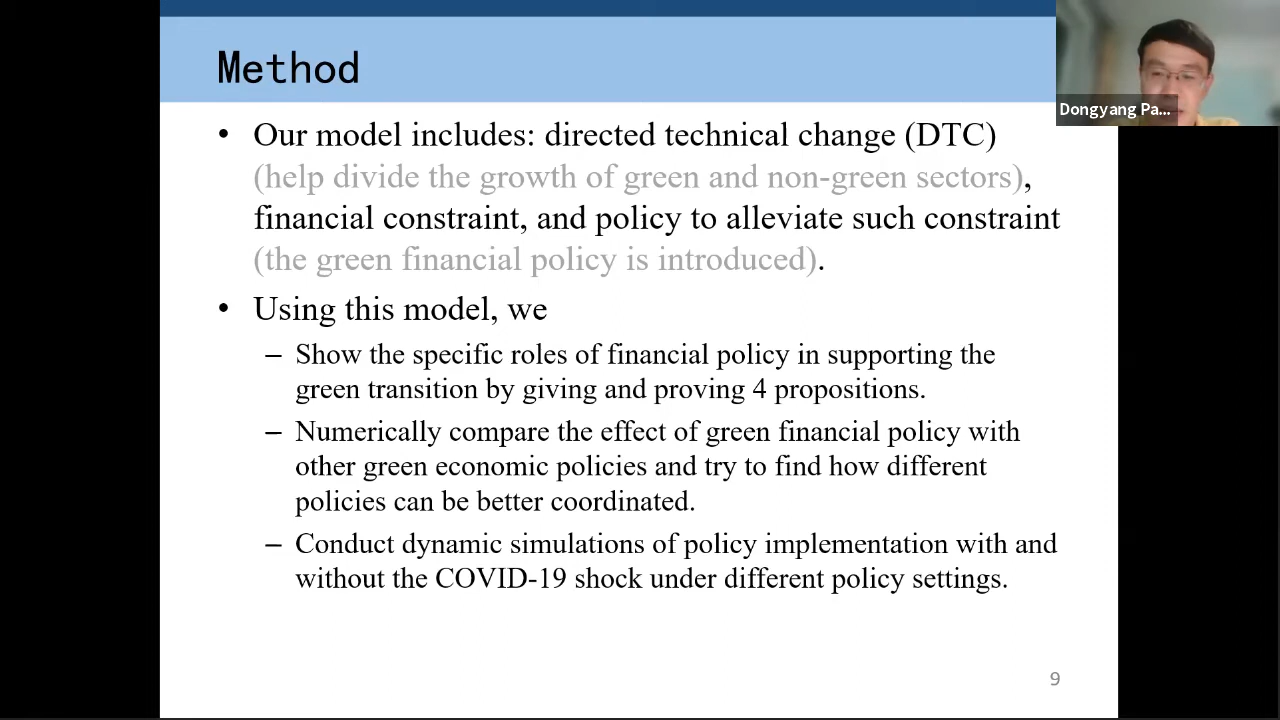 Method
Dongyang Pa...
• Our model includes: directed technical change (DTC)
(help divide the growth of green and non-green sectors),
financial constraint, and policy to alleviate such constraint
(the green financial policy is introduced).
• Using this model, we
– Show the specific roles of financial policy in supporting the
green transition by giving and proving 4 propositions.
– Numerically compare the effect of green financial policy with
other green economic policies and try to find how different
policies can be better coordinated.
– Conduct dynamic simulations of policy implementation with and
without the COVID-19 shock under different policy settings.
9